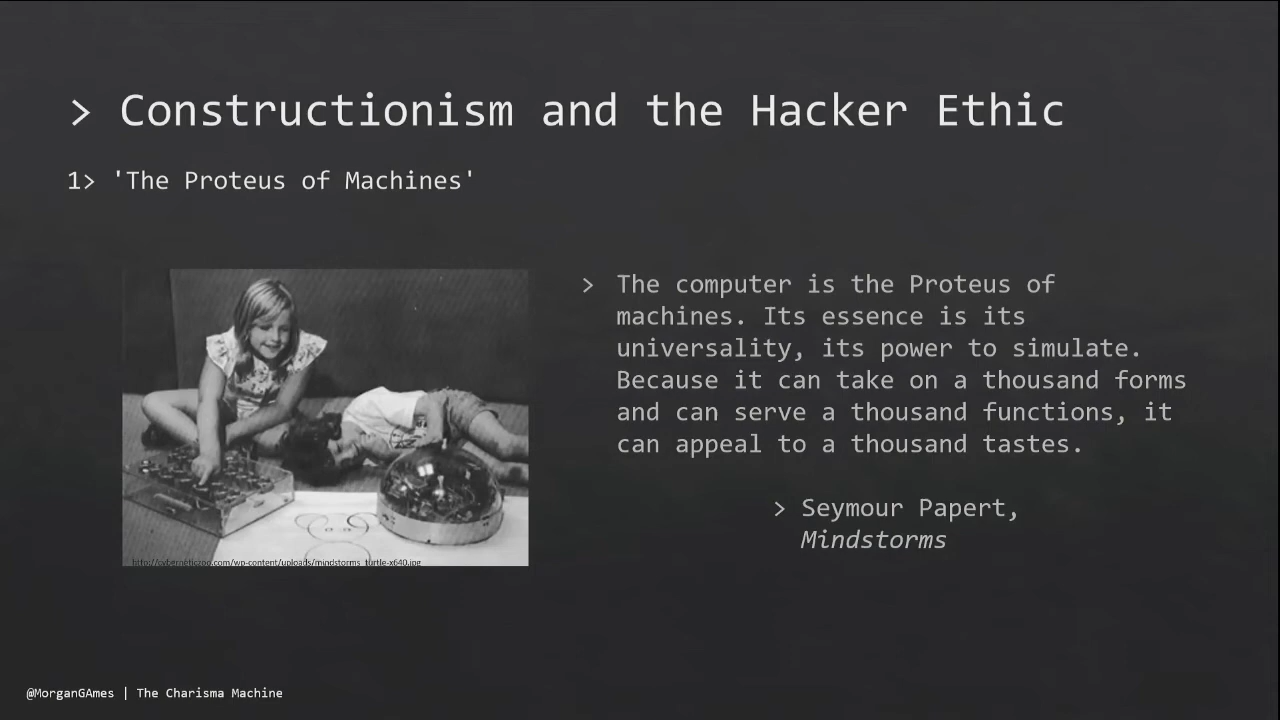 > Constructionism and the Hacker Ethic
1> 'The Proteus of Machines'
> The computer is the Proteus of
machines. Its essence is its
universality, its power to simulate.
Because it can take on a thousand forms
and can serve a thousand functions, it
can appeal to a thousand tastes.
> Seymour Papert,
Mindstorms
http://cyberneticzoo.com/wp-content/uploads/mindstorms_turtle-x640.jpg
@MorganGAmes | The Charisma Machine